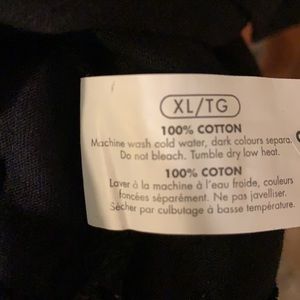 XL/TG
100% COTTON
Machine wash cold water, dark colours separa.
Do not bleach. Tumble dry low heat.
100% COTON
Laver à la machine à l'eau froide, couleurs
foncées séparément. Ne pas javelliser.
Sécher par culbutage à basse température.